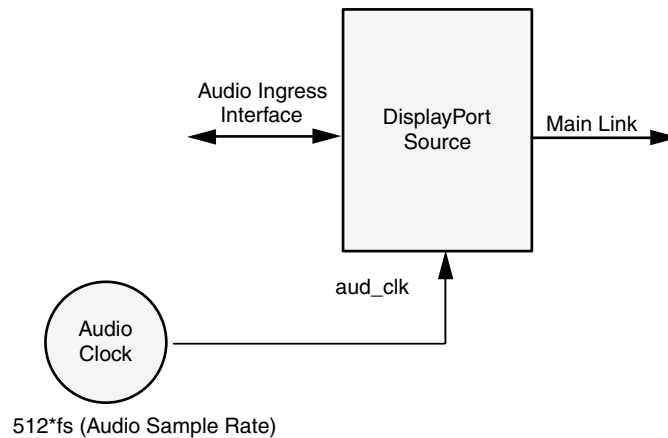 Audio Ingress
Interface
DisplayPort
Source
Main Link
aud_clk
Audio
Clock
512*fs (Audio Sample Rate)